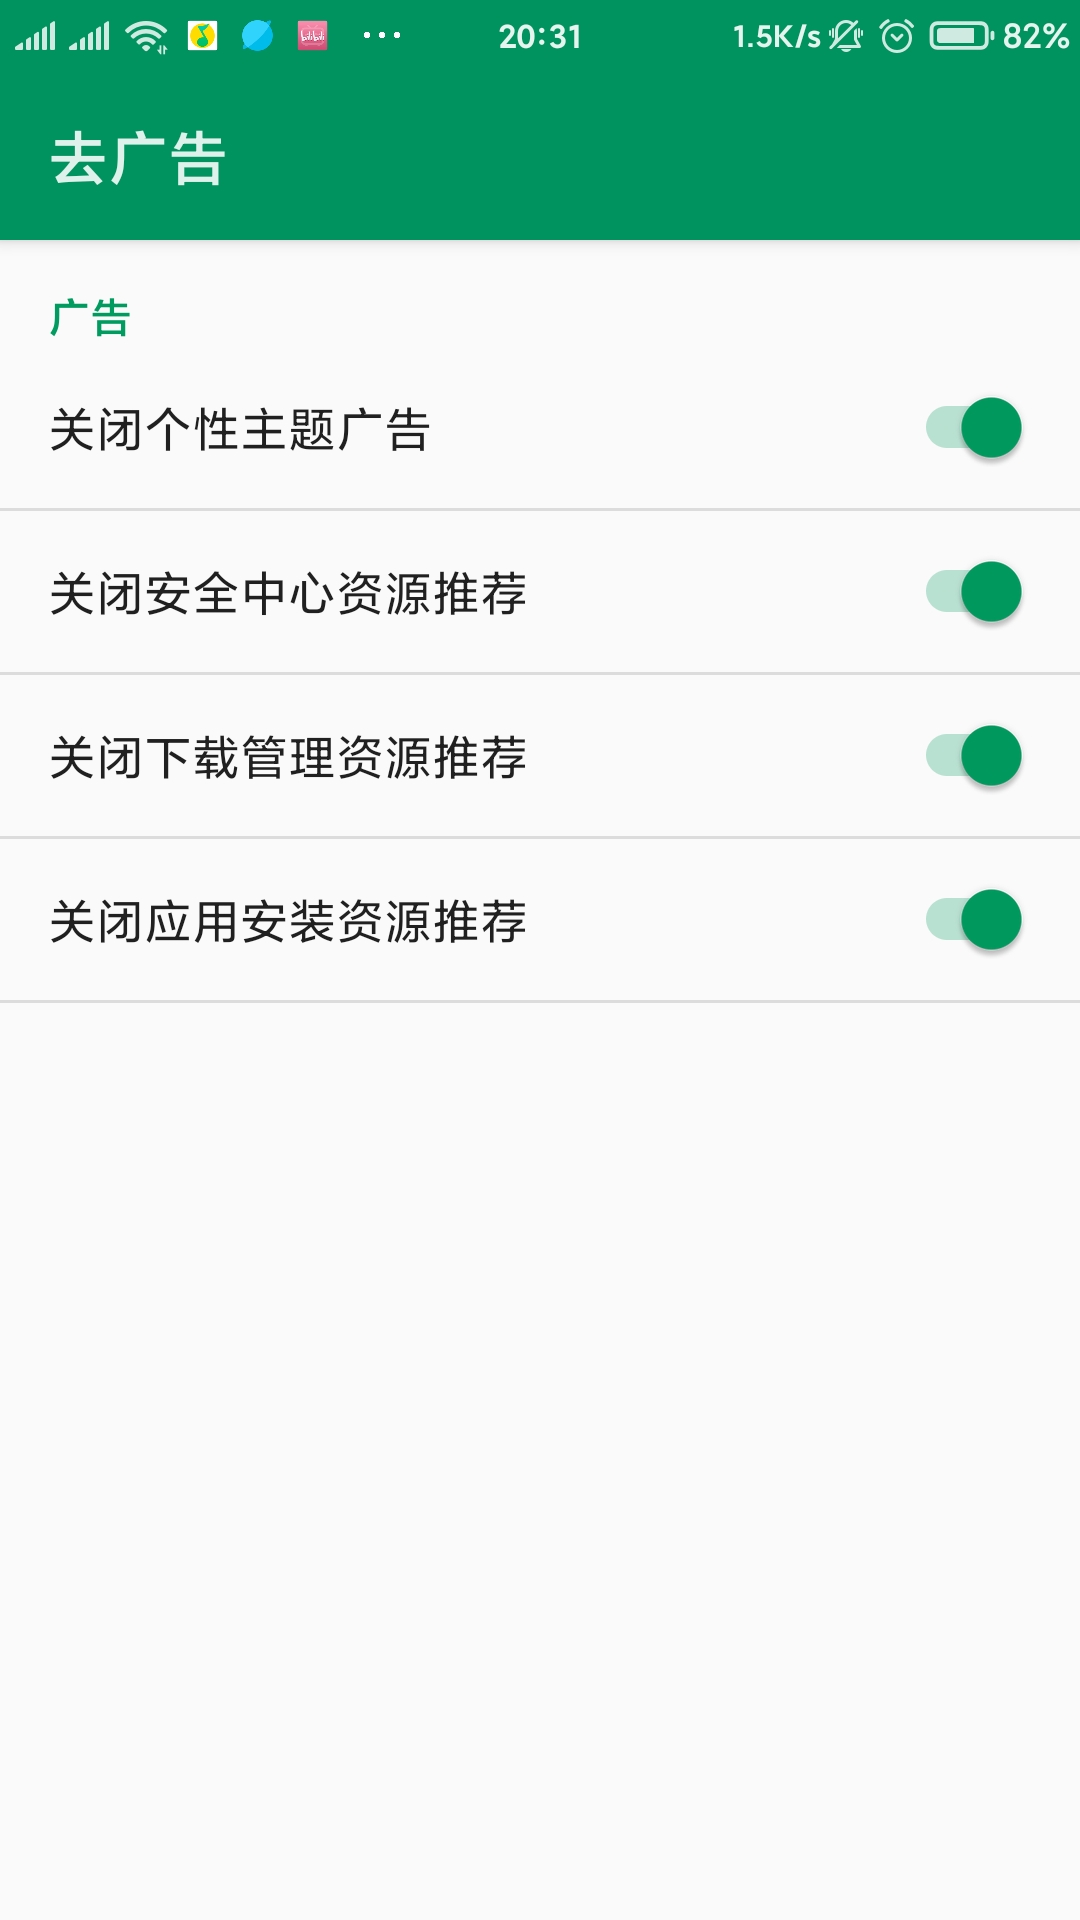 20:31
1.5K/s
82%
去广告
广告
关闭个性主题广告
关闭安全中心资源推荐
关闭下载管理资源推荐
关闭应用安装资源推荐